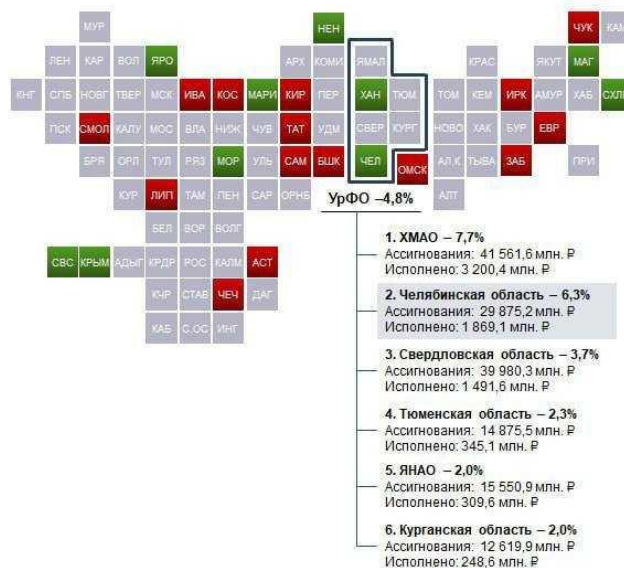 МУР НЕН ЧУК КАМ
ЛЕН КАР ВОЛ ЯРО АРХ КОМИ ЯМАЛ КРАС ЯКУТ МАГ
КНГ СПБ НОВГ ТВЕР МСК ИВА КОС МАРИ КИР ПЕР ХАН ТЮМ ТОМ КЕМ ИРК АМУР ХАБ СХЛ
ПСК СМОЛ КАЛУ МОС ВЛА НИЖ ЧУВ ТАТ УДМ СВЕР КУРГ НОВО ХАК БУР ЕВР
БРЯ ОРЛ ТУЛ РЯЗ МОР УЛЬ САМ БШК ЧЕЛ ОМСК АЛ.К ТЫВА ЗАБ ПРИ
КУР ЛИП ТАМ ПЕН САР ОРНБ АЛТ
БЕЛ ВОР ВОЛГ
СВС КРЫМ АДЫГ КРДР РОС КАЛМ АСТ
КЧР СТАВ ЧЕЧ ДАГ
КАБ С.ОС ИНГ
УрФО –4,8%
1. ХМАО – 7,7%
Ассигнования: 41 561,6 млн. ₽
Исполнено: 3 200,4 млн. ₽
2. Челябинская область – 6,3%
Ассигнования: 29 875,2 млн. ₽
Исполнено: 1 869,1 млн. ₽
3. Свердловская область – 3,7%
Ассигнования: 39 980,3 млн. ₽
Исполнено: 1 491,6 млн. ₽
4. Тюменская область – 2,3%
Ассигнования: 14 875,5 млн. ₽
Исполнено: 345,1 млн. ₽
5. ЯНАО – 2,0%
Ассигнования: 15 550,9 млн. ₽
Исполнено: 309,6 млн. ₽
6. Курганская область – 2,0%
Ассигнования: 12 619,9 млн. ₽
Исполнено: 248,6 млн. ₽